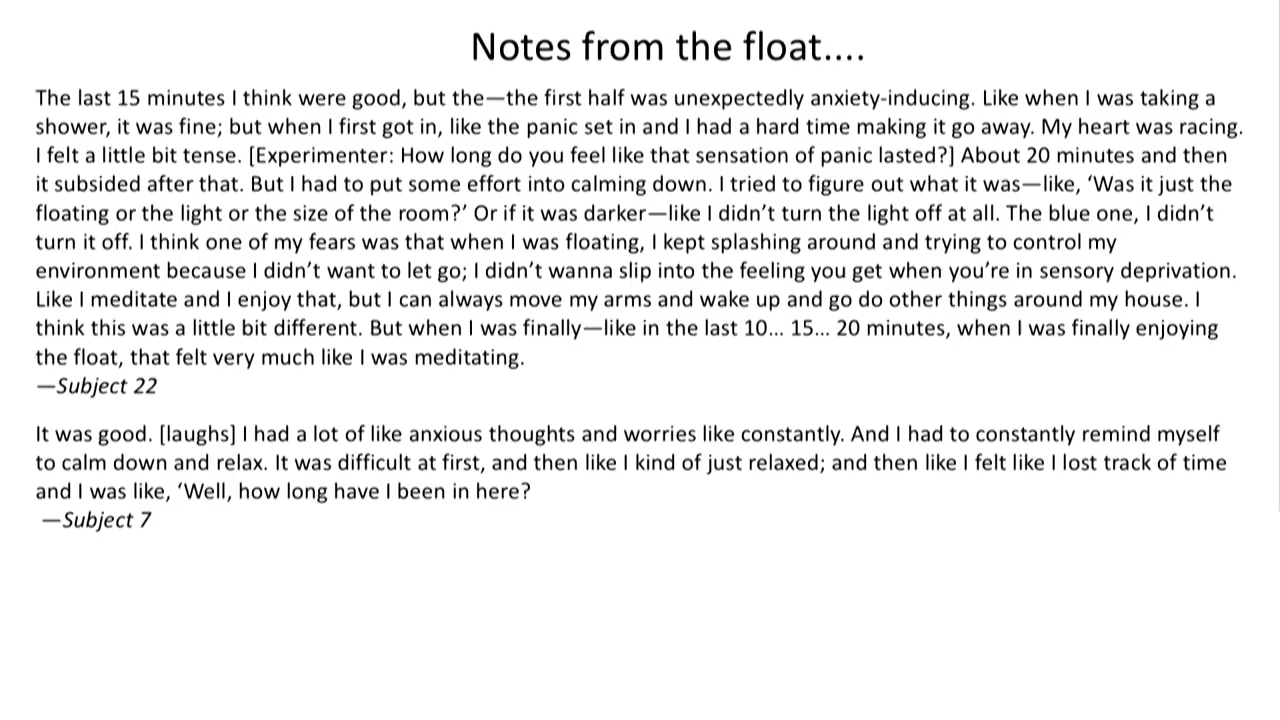 Notes from the float....
The last 15 minutes I think were good, but the—the first half was unexpectedly anxiety-inducing. Like when I was taking a
shower, it was fine; but when I first got in, like the panic set in and I had a hard time making it go away. My heart was racing.
I felt a little bit tense. [Experimenter: How long do you feel like that sensation of panic lasted?] About 20 minutes and then
it subsided after that. But I had to put some effort into calming down. I tried to figure out what it was—like, ‘Was it just the
floating or the light or the size of the room?’ Or if it was darker—like I didn’t turn the light off at all. The blue one, I didn’t
turn it off. I think one of my fears was that when I was floating, I kept splashing around and trying to control my
environment because I didn’t want to let go; I didn’t wanna slip into the feeling you get when you’re in sensory deprivation.
Like I meditate and I enjoy that, but I can always move my arms and wake up and go do other things around my house. I
think this was a little bit different. But when I was finally—like in the last 10... 15... 20 minutes, when I was finally enjoying
the float, that felt very much like I was meditating.
—Subject 22
It was good. [laughs] I had a lot of like anxious thoughts and worries like constantly. And I had to constantly remind myself
to calm down and relax. It was difficult at first, and then like I kind of just relaxed; and then like I felt like I lost track of time
and I was like, ‘Well, how long have I been in here?
—Subject 7